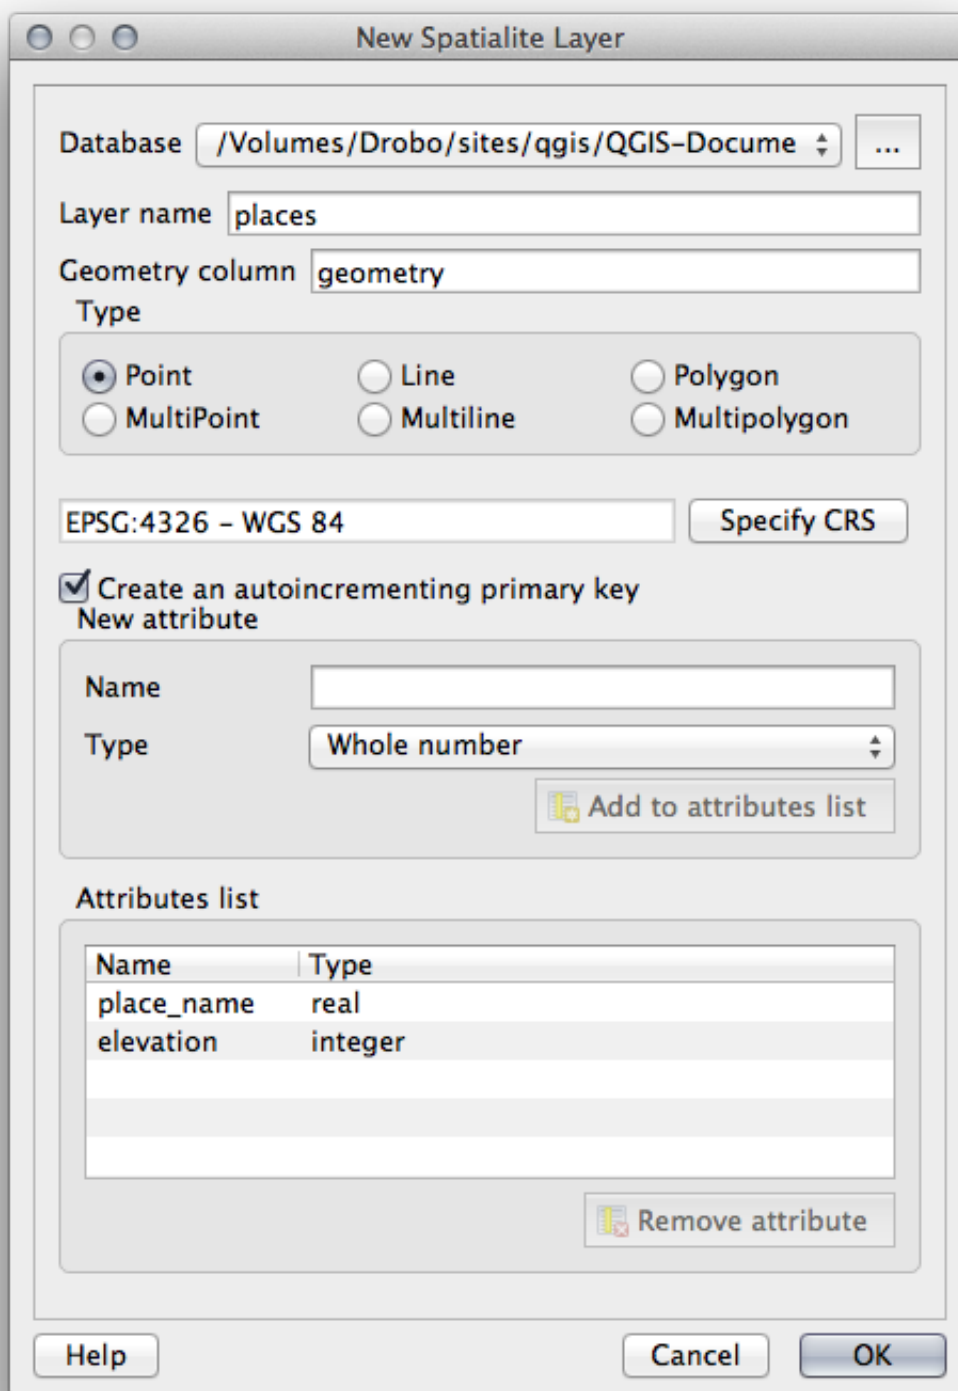 New Spatialite Layer
Database /Volumes/Drobo/sites/qgis/QGIS-Docume ...
Layer name places
Geometry column geometry
Type
Point Line Polygon
MultiPoint Multiline Multipolygon
EPSG:4326 – WGS 84 Specify CRS
Create an autoincrementing primary key
New attribute
Name
Type Whole number
Add to attributes list
Attributes list
Name Type
place_name real
elevation integer
Remove attribute
Help Cancel OK